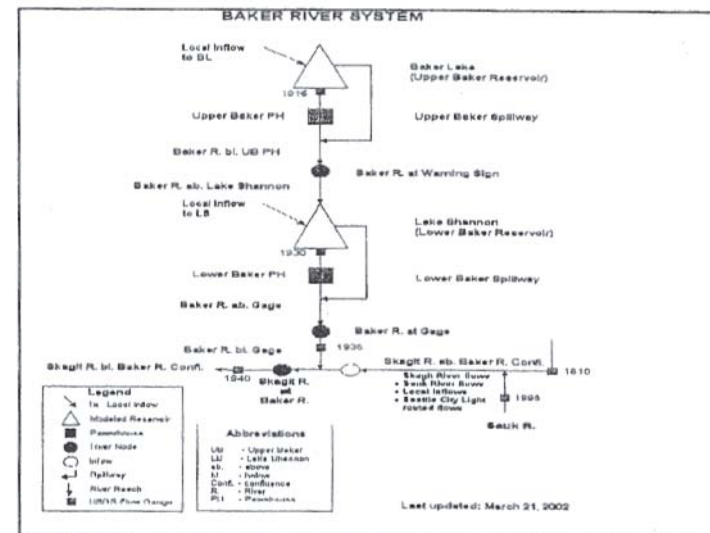 BAKER RIVER SYSTEM
Local Inflow
to BL
Baker Lake
(Upper Baker Reservoir)
1916
Upper Baker PH
Upper Baker Spillway
Baker R. bl. UB PH
Baker R. at Warning Sign
Baker R. ab. Lake Shannon
Local Inflow
to LS
Lake Shannon
(Lower Baker Reservoir)
1930
Lower Baker PH
Lower Baker Spillway
Baker R. ab. Gage
Baker R. at Gage
Baker R. bl. Gage
1935
Skagit R. bl. Baker R. Confl.
Skagit R. ab. Baker R. Confl.
1940
Skagit R.
and
Baker R.
1810
Skagit River flows
• Sauk River flows
• Local Inflows
• Seattle City Light
routed flows
1895
Sauk R.
Legend
Local Inflow
Modeled Reservoir
Powerhouse
River Node
Inflow
Spillway
River Reach
USGS Flow Gauge
Abbreviations
UB - Upper Baker
- Lake Shannon
ab. - above
bl. - below
Confl. - confluence
R. - River
PH - Powerhouse
Last updated: March 21, 2002